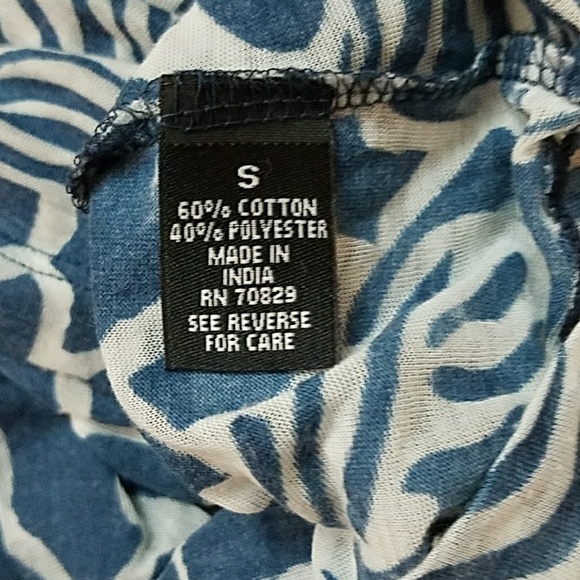 S
60% COTTON
40% POLYESTER
MADE IN
INDIA
RN 70829
SEE REVERSE
FOR CARE